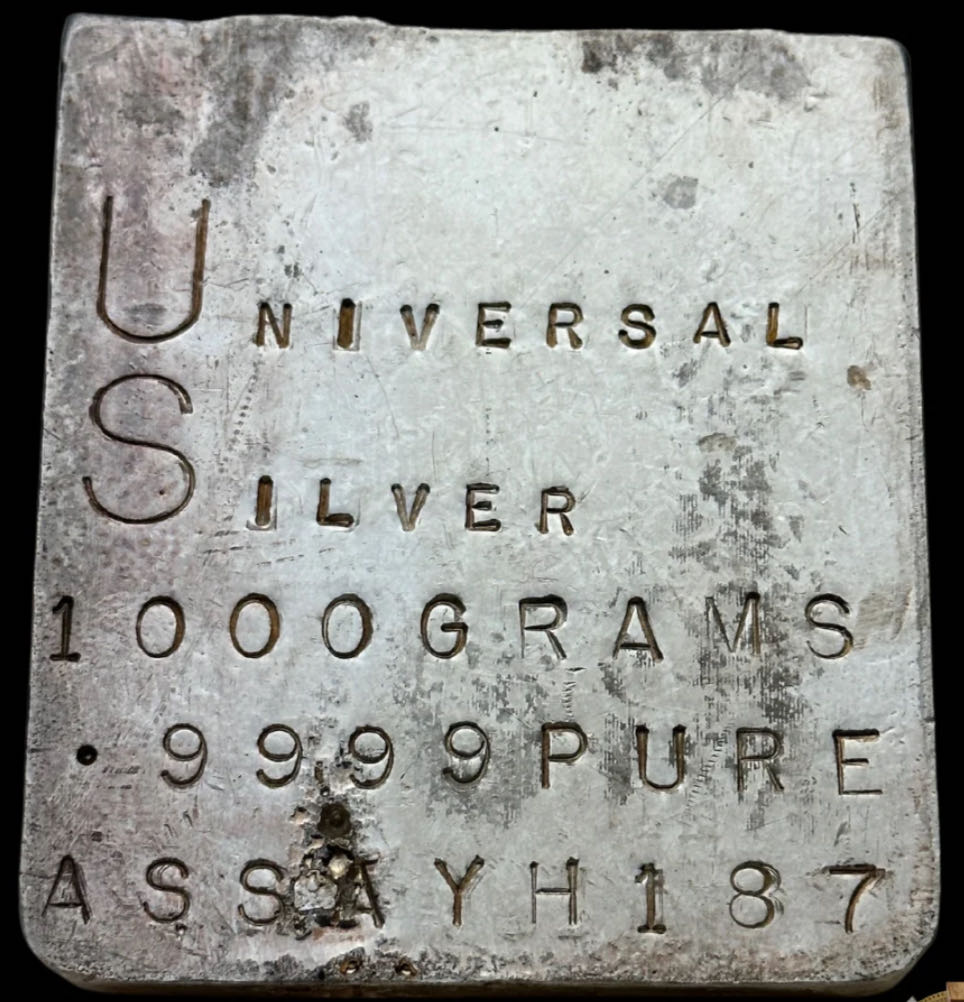 UNIVERSAL
SILVER
1000GRAMS
.9999PURE
ASSAYH187